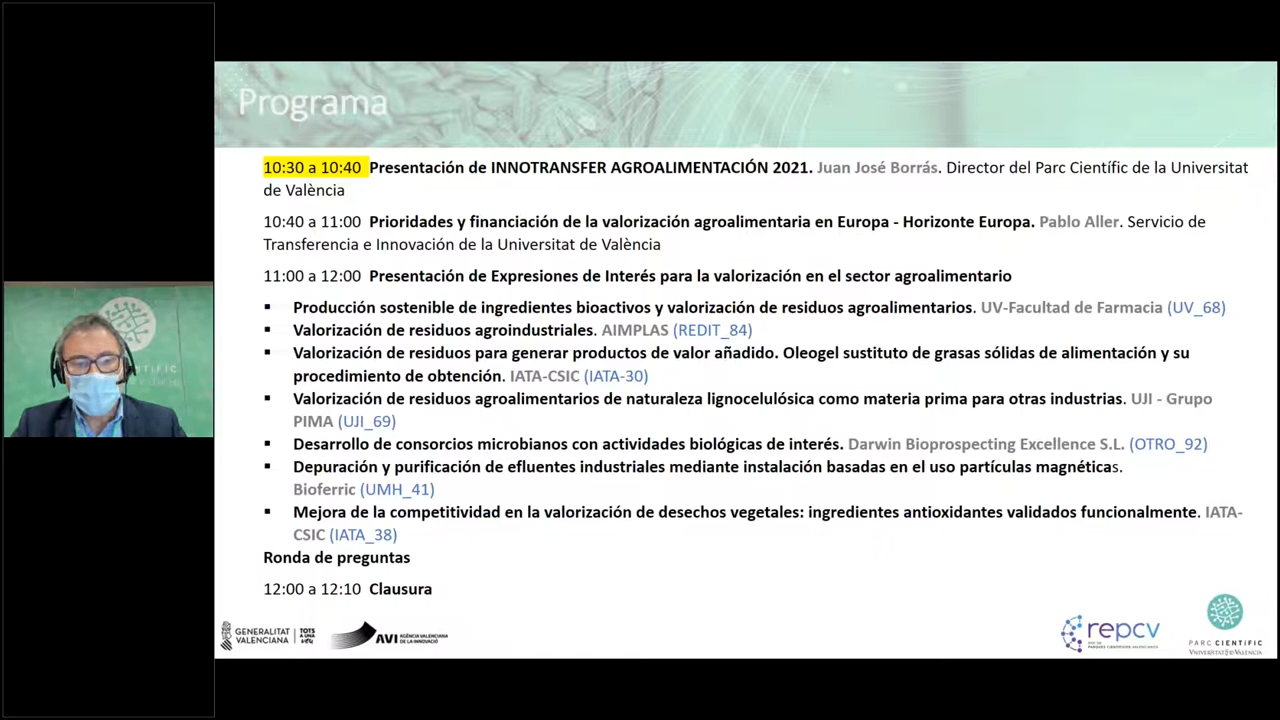 Programa
10:30 a 10:40 Presentación de INNOTRANSFER AGROALIMENTACIÓN 2021. Juan José Borrás. Director del Parc Científic de la Universitat
de València
10:40 a 11:00 Prioridades y financiación de la valorización agroalimentaria en Europa - Horizonte Europa. Pablo Aller. Servicio de
Transferencia e Innovación de la Universitat de València
11:00 a 12:00 Presentación de Expresiones de Interés para la valorización en el sector agroalimentario
▪ Producción sostenible de ingredientes bioactivos y valorización de residuos agroalimentarios. UV-Facultad de Farmacia (UV_68)
▪ Valorización de residuos agroindustriales. AIMPLAS (REDIT_84)
▪ Valorización de residuos para generar productos de valor añadido. Oleogel sustituto de grasas sólidas de alimentación y su
procedimiento de obtención. IATA-CSIC (IATA-30)
▪ Valorización de residuos agroalimentarios de naturaleza lignocelulósica como materia prima para otras industrias. UJI - Grupo
PIMA (UJI_69)
▪ Desarrollo de consorcios microbianos con actividades biológicas de interés. Darwin Bioprospecting Excellence S.L. (OTRO_92)
▪ Depuración y purificación de efluentes industriales mediante instalación basadas en el uso partículas magnéticas.
Bioferric (UMH_41)
▪ Mejora de la competitividad en la valorización de desechos vegetales: ingredientes antioxidantes validados funcionalmente. IATA-
CSIC (IATA_38)
Ronda de preguntas
12:00 a 12:10 Clausura
GENERALITAT
VALENCIANA
TOTS
A UNA
VEU
AVI AGÈNCIA VALENCIANA
DE LA INNOVACIÓ
repcv
PARC CIENTÍFIC
VNIVERSITAT DE VALÈNCIA